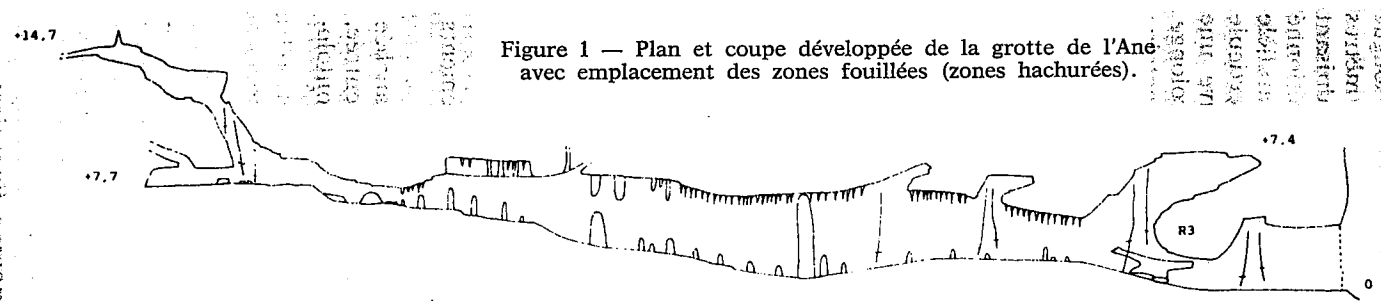 +14.7
Figure 1 — Plan et coupe développée de la grotte de l'Ane
avec emplacement des zones fouillées (zones hachurées).
+7.7
+7.4
R3
0